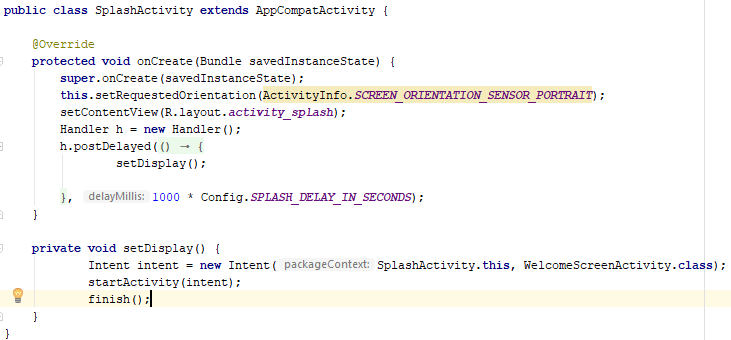 public class SplashActivity extends AppCompatActivity {
@Override
protected void onCreate(Bundle savedInstanceState) {
super.onCreate(savedInstanceState);
this.setRequestedOrientation(ActivityInfo.SCREEN_ORIENTATION_SENSOR_PORTRAIT);
setContentView(R.layout.activity_splash);
Handler h = new Handler();
h.postDelayed(() → {
setDisplay();
}, delayMillis: 1000 * Config.SPLASH_DELAY_IN_SECONDS);
}
private void setDisplay() {
Intent intent = new Intent( packageContext: SplashActivity.this, WelcomeScreenActivity.class);
startActivity(intent);
finish();
}
}